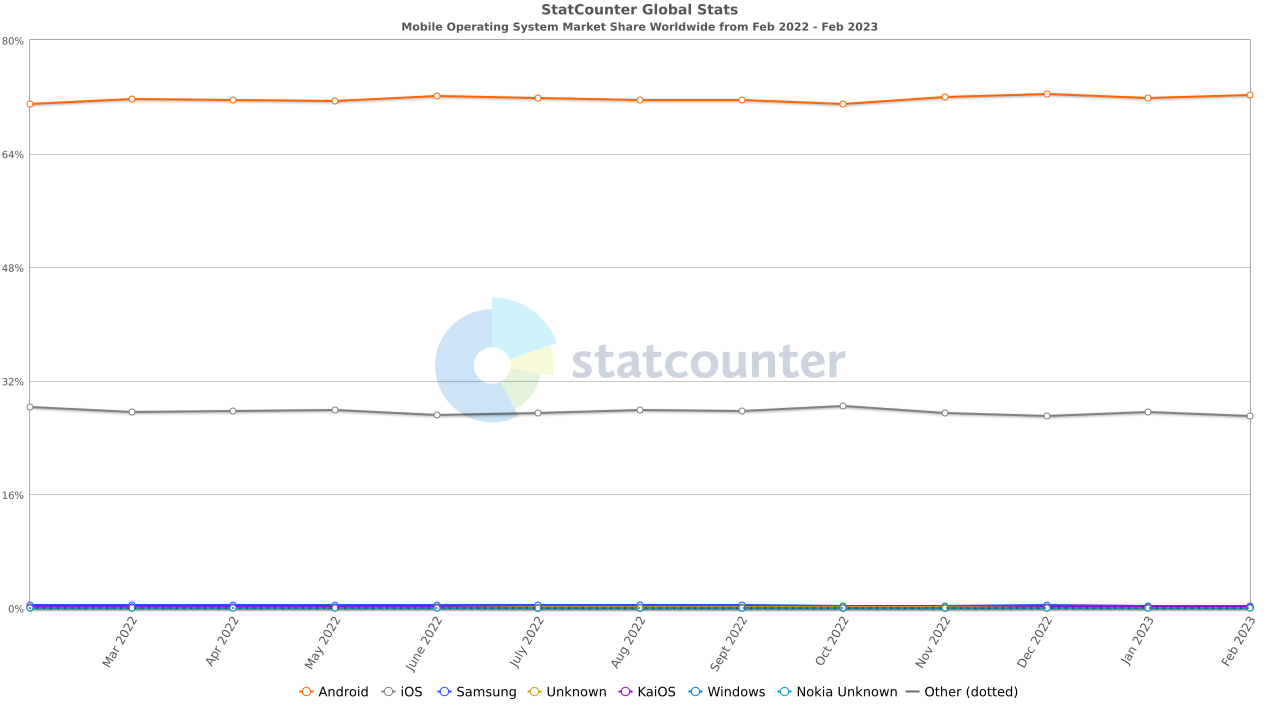 StatCounter Global Stats
Mobile Operating System Market Share Worldwide from Feb 2022 - Feb 2023
80%
64%
48%
statcounter
32%
16%
0%
Mar 2022 Apr 2022 May 2022 June 2022 July 2022 Aug 2022 Sept 2022 Oct 2022 Nov 2022 Dec 2022 Jan 2023 Feb 2023
Android iOS Samsung Unknown KaiOS Windows Nokia Unknown Other (dotted)